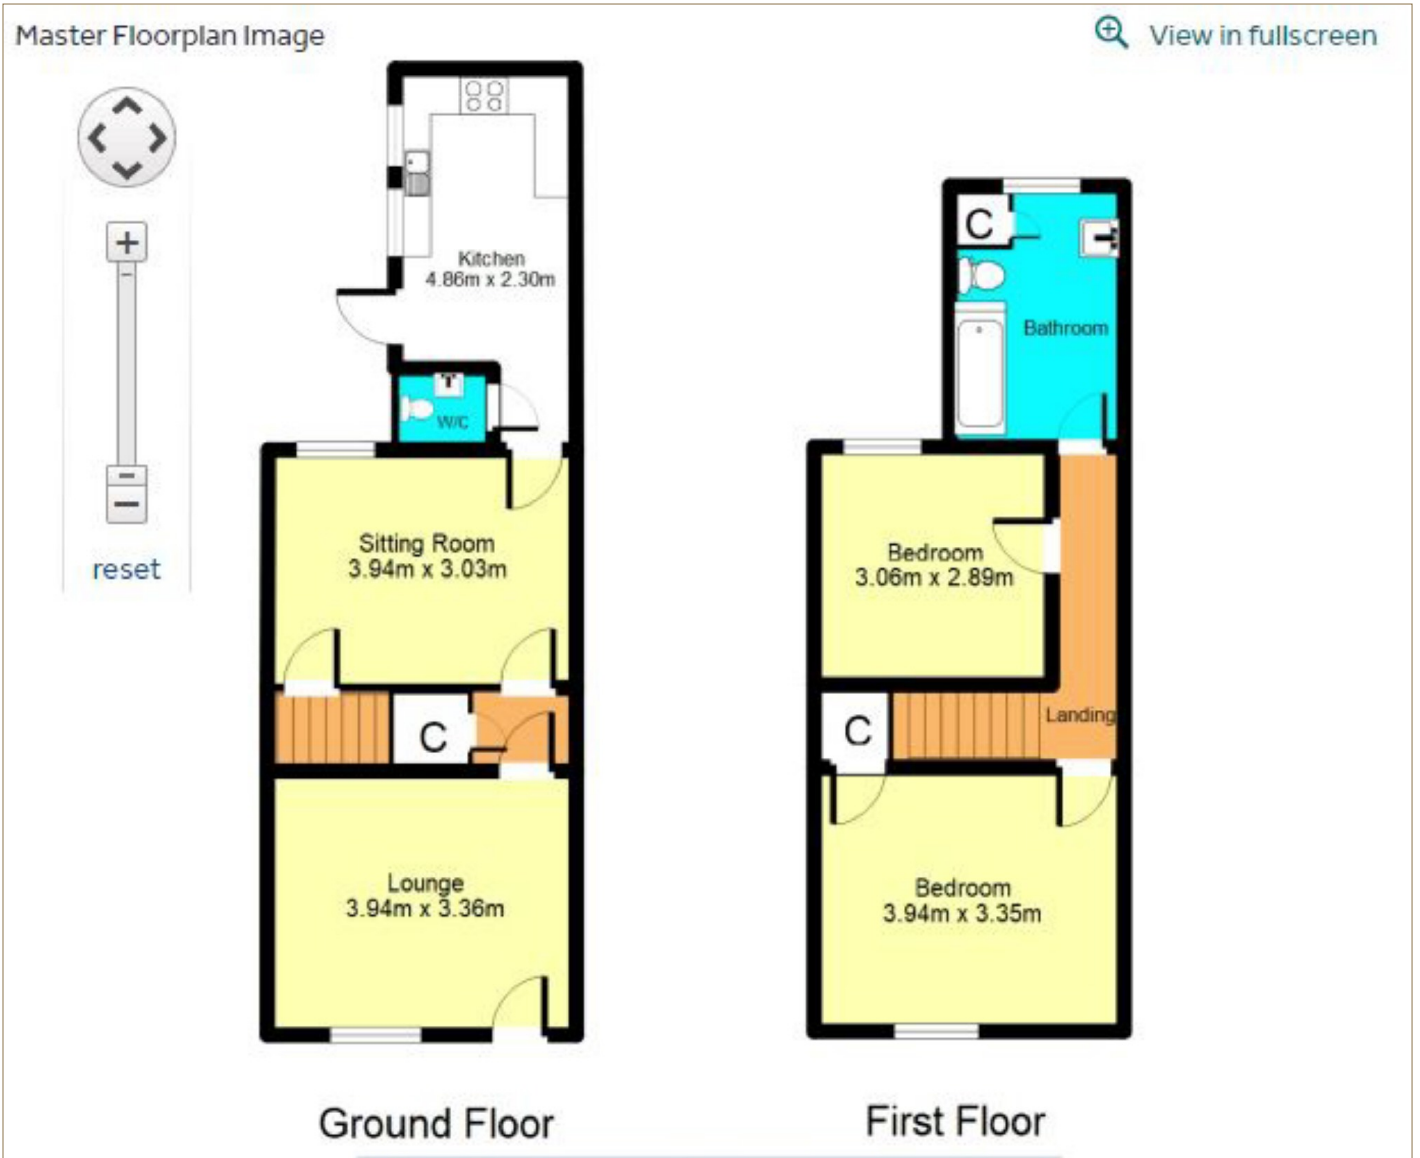 Master Floorplan Image
View in fullscreen
reset
Kitchen
4.86m x 2.30m
W/C
Sitting Room
3.94m x 3.03m
C
Lounge
3.94m x 3.36m
Ground Floor
C
Bathroom
Bedroom
3.06m x 2.89m
Landing
C
Bedroom
3.94m x 3.35m
First Floor